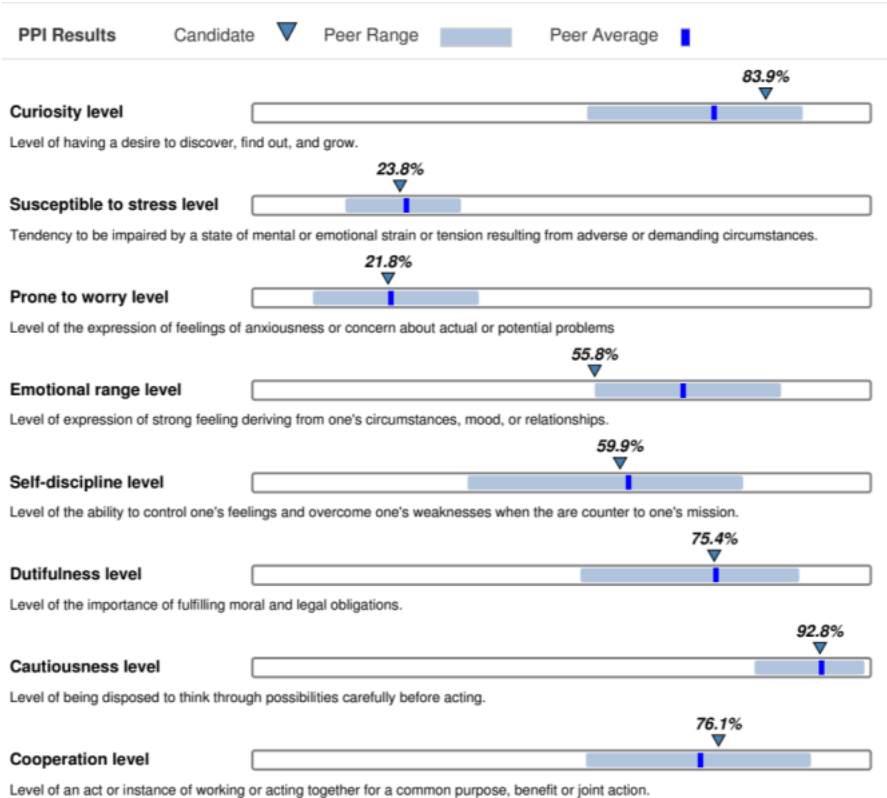 PPI Results Candidate Peer Range Peer Average
83.9%
Curiosity level
Level of having a desire to discover, find out, and grow.
23.8%
Susceptible to stress level
Tendency to be impaired by a state of mental or emotional strain or tension resulting from adverse or demanding circumstances.
21.8%
Prone to worry level
Level of the expression of feelings of anxiousness or concern about actual or potential problems
55.8%
Emotional range level
Level of expression of strong feeling deriving from one's circumstances, mood, or relationships.
59.9%
Self-discipline level
Level of the ability to control one's feelings and overcome one's weaknesses when the are counter to one's mission.
75.4%
Dutifulness level
Level of the importance of fulfilling moral and legal obligations.
92.8%
Cautiousness level
Level of being disposed to think through possibilities carefully before acting.
76.1%
Cooperation level
Level of an act or instance of working or acting together for a common purpose, benefit or joint action.